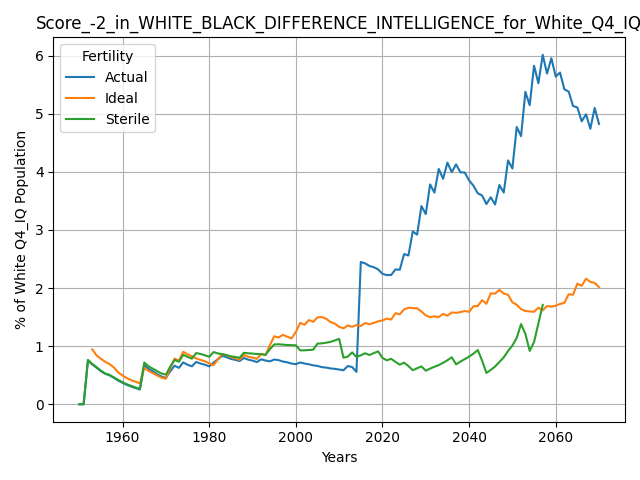 Score_-2_in_WHITE_BLACK_DIFFERENCE_INTELLIGENCE_for_White_Q4_IQ
Fertility
Actual
Ideal
Sterile
% of White Q4_IQ Population
6
5
4
3
2
1
0
1960 1980 2000 2020 2040 2060
Years